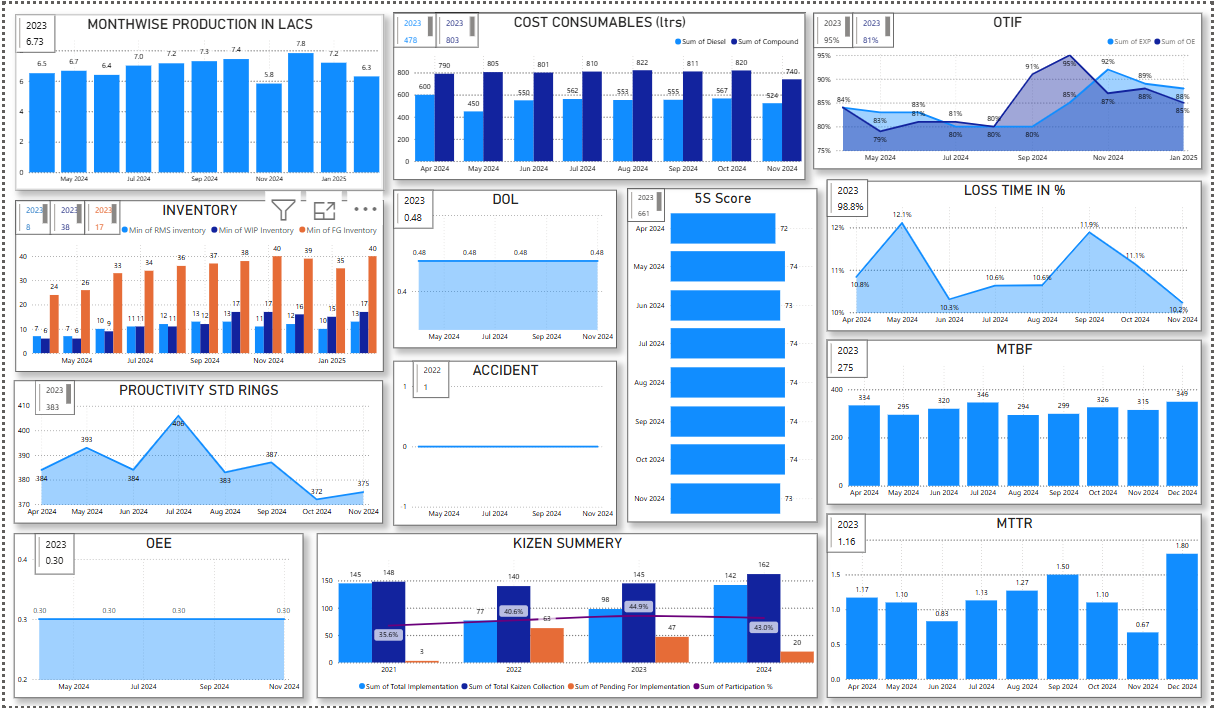 MONTHWISE PRODUCTION IN LACS
2023
6.73
6.5 6.7 6.4 7.0 7.2 7.3 7.4 5.8 7.8 7.2 6.3
6
4
2
0
May 2024 Jul 2024 Sep 2024 Nov 2024 Jan 2025
COST CONSUMABLES (ltrs)
2023 2023
478 803
Sum of Diesel Sum of Compound
790 805 801 810 822 811 820 740
600 450 550 562 553 555 567 524
800
600
400
200
0
Apr 2024 May 2024 Jun 2024 Jul 2024 Aug 2024 Sep 2024 Oct 2024 Nov 2024
OTIF
2023 2023
95% 81%
Sum of EXP Sum of OE
95%
90%
85%
80%
75%
84% 83% 79% 83% 81% 81% 80% 80% 80% 91% 80% 95% 85% 92% 87% 89% 88% 88% 85%
May 2024 Jul 2024 Sep 2024 Nov 2024 Jan 2025
INVENTORY
2023 2023 2023
8 38 17
Min of RMS inventory Min of WIP Inventory Min of FG Inventory
40
30
20
10
0
24 26 33 34 36 37 38 40 39 35 40
7 6 7 6 10 9 11 11 12 11 13 12 13 17 11 17 12 16 10 15 13 17
May 2024 Jul 2024 Sep 2024 Nov 2024 Jan 2025
DOL
2023
0.48
0.48 0.48 0.48 0.48
0.4
May 2024 Jul 2024 Sep 2024 Nov 2024
5S Score
2023
661
Apr 2024 72
May 2024 74
Jun 2024 73
Jul 2024 74
Aug 2024 74
Sep 2024 74
Oct 2024 74
Nov 2024 73
LOSS TIME IN %
2023
98.8%
12%
11%
10%
10.8% 12.1% 10.3% 10.6% 10.6% 11.9% 11.1% 10.2%
Apr 2024 May 2024 Jun 2024 Jul 2024 Aug 2024 Sep 2024 Oct 2024 Nov 2024
PROUCTIVITY STD RINGS
2023
383
410
400
390
380
370
384 393 384 406 383 387 372 375
Apr 2024 May 2024 Jun 2024 Jul 2024 Aug 2024 Sep 2024 Oct 2024 Nov 2024
ACCIDENT
2022
1
1
0
-1
May 2024 Jul 2024 Sep 2024 Nov 2024
MTBF
2023
275
400
200
0
334 295 320 346 294 299 326 315 349
Apr 2024 May 2024 Jun 2024 Jul 2024 Aug 2024 Sep 2024 Oct 2024 Nov 2024 Dec 2024
OEE
2023
0.30
0.4
0.3
0.2
0.30 0.30 0.30 0.30
May 2024 Jul 2024 Sep 2024 Nov 2024
KIZEN SUMMERY
150
100
50
0
145 148 3 77 140 63 98 145 47 142 162 20
35.6% 40.6% 44.9% 43.0%
2021 2022 2023 2024
Sum of Total Implementation Sum of Total Kaizen Collection Sum of Pending For Implementation Sum of Participation %
MTTR
2023
1.16
1.5
1.0
0.5
0.0
1.17 1.10 0.83 1.13 1.27 1.50 1.10 0.67 1.80
Apr 2024 May 2024 Jun 2024 Jul 2024 Aug 2024 Sep 2024 Oct 2024 Nov 2024 Dec 2024